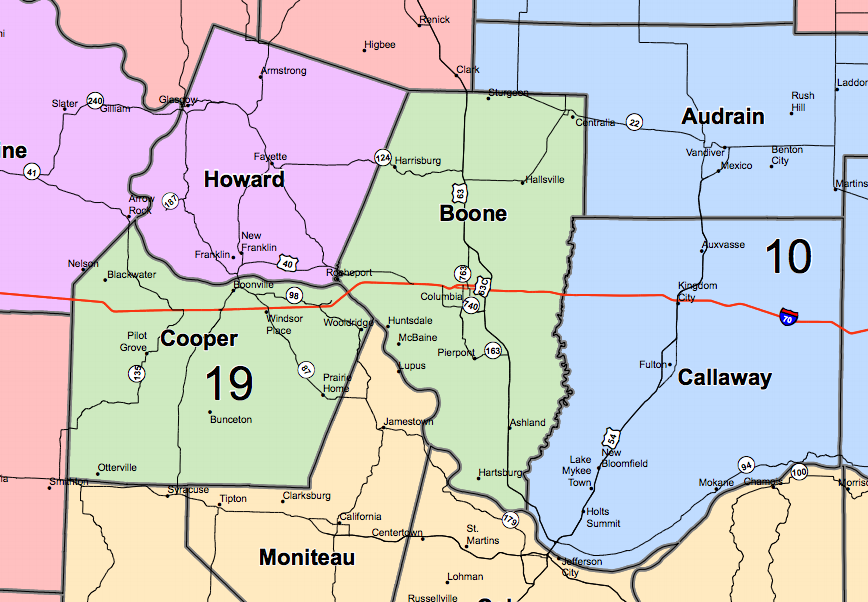 Renick
Higbee
Clark
Armstrong
Slater
240
Gilliam
Glasgow
Sturgeon
Centralia
22
Audrain
Rush
Hill
Laddon
ine
41
Fayette
124
Harrisburg
Vandiver
Mexico
Benton
City
Howard
Hallsville
63
Martins
Arrow
Rock
187
Boone
New
Franklin
Franklin
40
Auxvasse
10
Nelson
Blackwater
Rocheport
163
63C
Kingdom
City
Boonville
98
Columbia
740
70
Windsor
Place
Wooldridge
Huntsdale
Pilot
Grove
Cooper
McBaine
Pierpont
163
Fulton
Callaway
135
19
87
Lupus
Prairie
Home
Bunceton
Jamestown
Ashland
54
Otterville
Hartsburg
Lake
Mykee
Town
New
Bloomfield
94
100
Smithton
Syracuse
Tipton
Clarksburg
Mokane
Chamois
Morriso
California
179
Holts
Summit
Centertown
St.
Martins
Moniteau
Jefferson
City
Lohman
Russellville